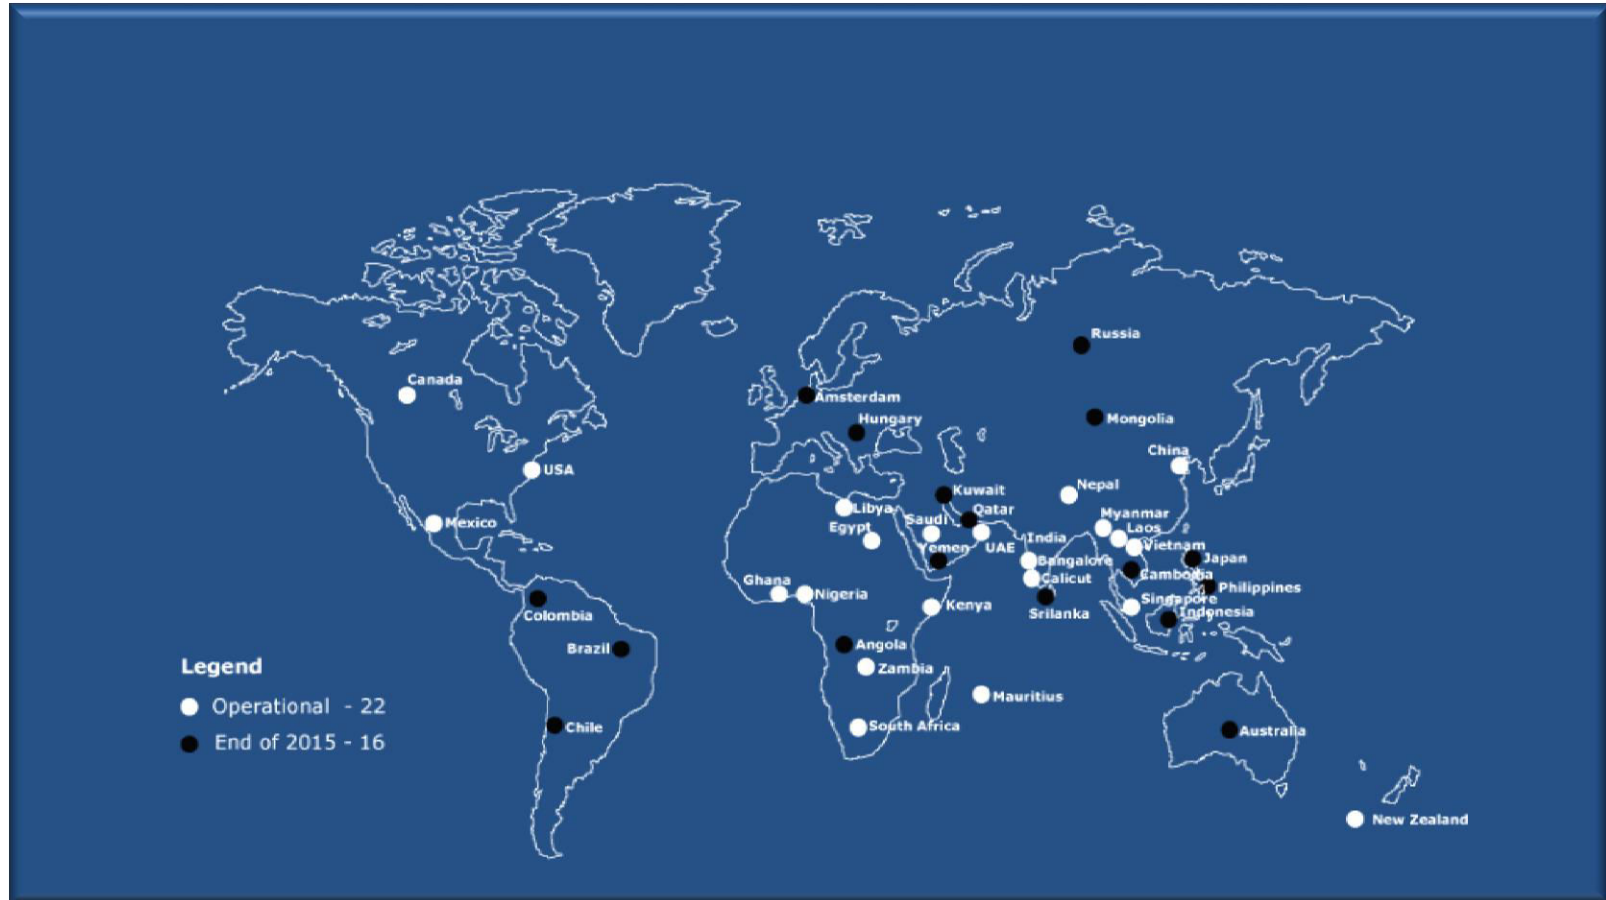 Russia
Canada
Amsterdam
Hungary
Mongolia
China
USA
Nepal
Kuwait
Libya
Qatar
Mexico
Saudi
Myanmar
Egypt
Laos
India
Yemen
UAE
Vietnam
Bangalore
Japan
Cambodia
Calicut
Ghana
Philippines
Nigeria
Singapore
Kenya
Srilanka
Indonesia
Colombia
Angola
Brazil
Zambia
Legend
Mauritius
Operational - 22
South Africa
Chile
Australia
End of 2015 - 16
New Zealand